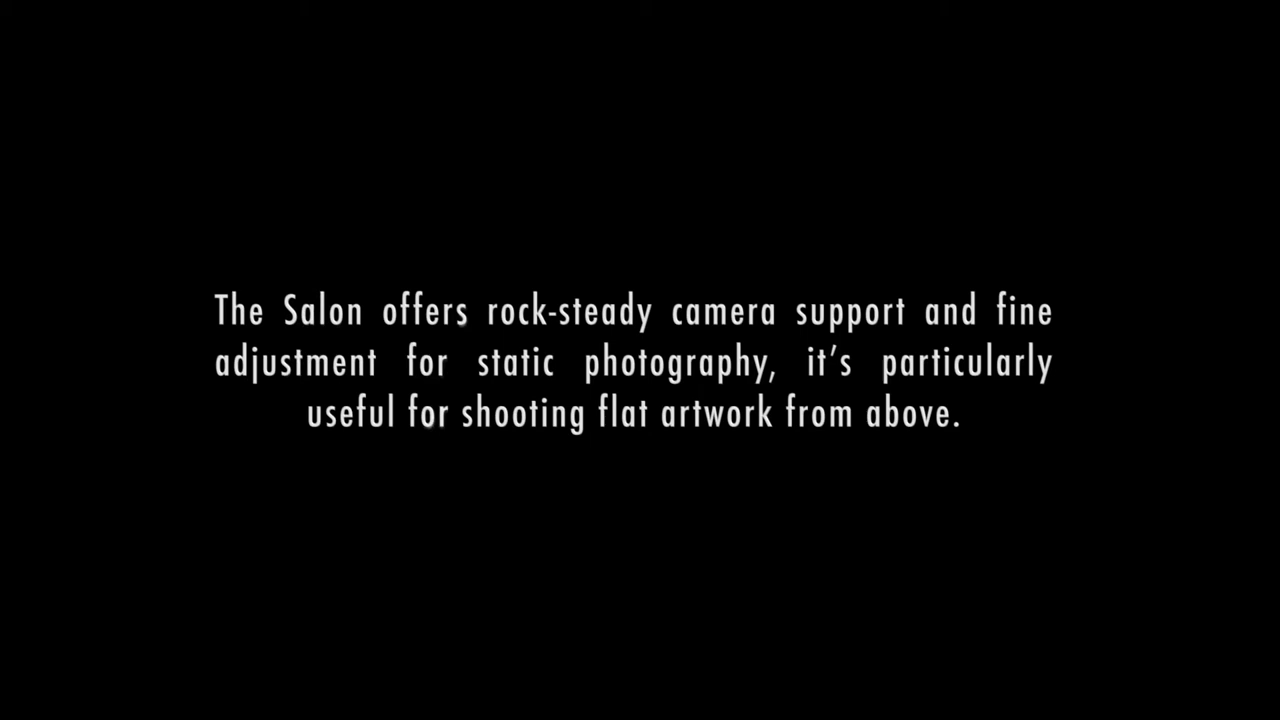 The Salon offers rock-steady camera support and fine
adjustment for static photography, it’s particularly
useful for shooting flat artwork from above.